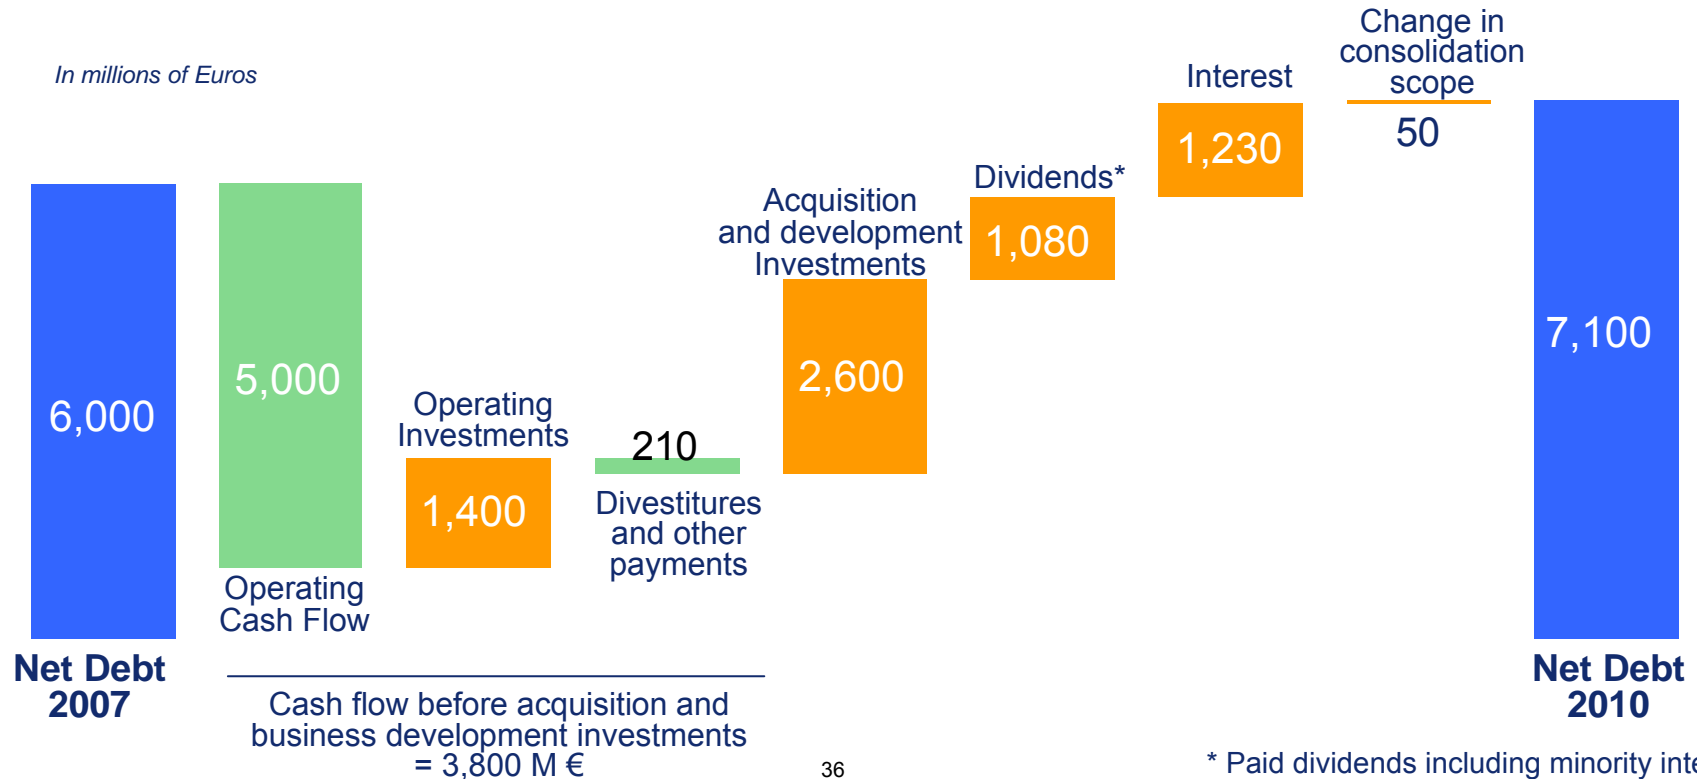 In millions of Euros
6,000
Net Debt
2007
5,000
Operating
Cash Flow
Operating
Investments
1,400
210
Divestitures
and other
payments
Cash flow before acquisition and
business development investments
= 3,800 M €
Acquisition
and development
Investments
2,600
Dividends*
1,080
Interest
1,230
Change in
consolidation
scope
50
7,100
Net Debt
2010
36
* Paid dividends including minority